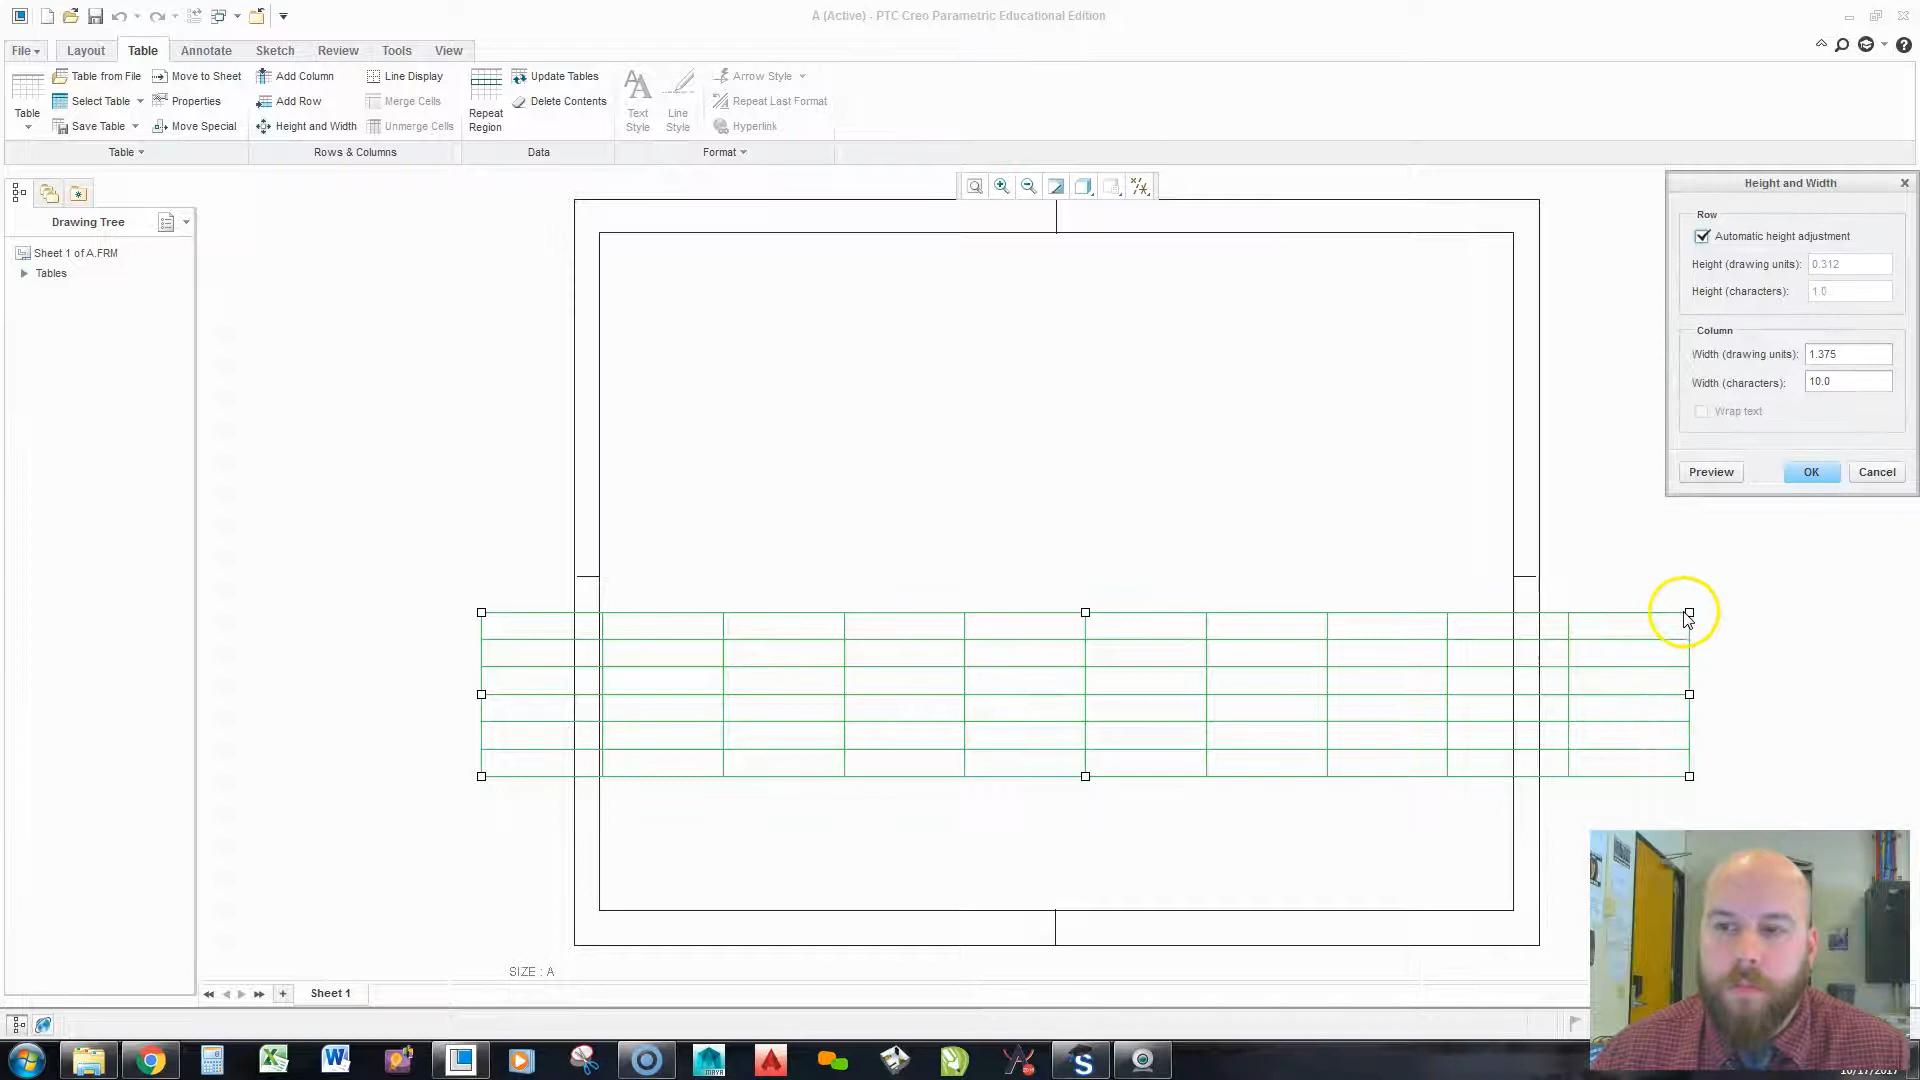 A (Active) - PTC Creo Parametric Educational Edition
File Layout Table Annotate Sketch Review Tools View
Table from File Move to Sheet Add Column Line Display Update Tables Arrow Style
Select Table Properties Add Row Merge Cells Delete Contents Repeat Last Format
Table Save Table Move Special Height and Width Unmerge Cells Repeat Region Text Style Line Style Hyperlink
Table Rows & Columns Data Format
Height and Width
Drawing Tree
Sheet 1 of A.FRM
Tables
Row
Automatic height adjustment
Height (drawing units): 0.312
Height (characters): 1.0
Column
Width (drawing units): 1.375
Width (characters): 10.0
Wrap text
Preview OK Cancel
SIZE : A
Sheet 1
MAYA
10/17/2017